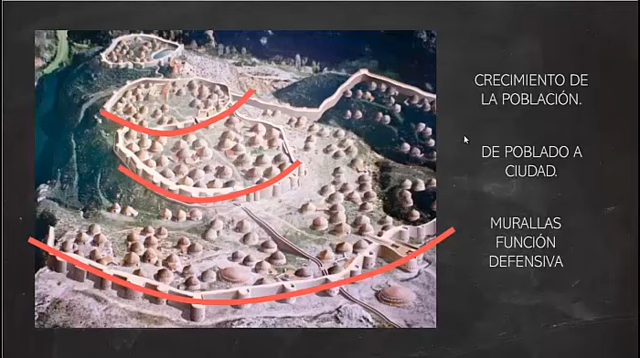 CRECIMIENTO DE
LA POBLACIÓN.
DE POBLADO A
CIUDAD.
MURALLAS
FUNCIÓN
DEFENSIVA